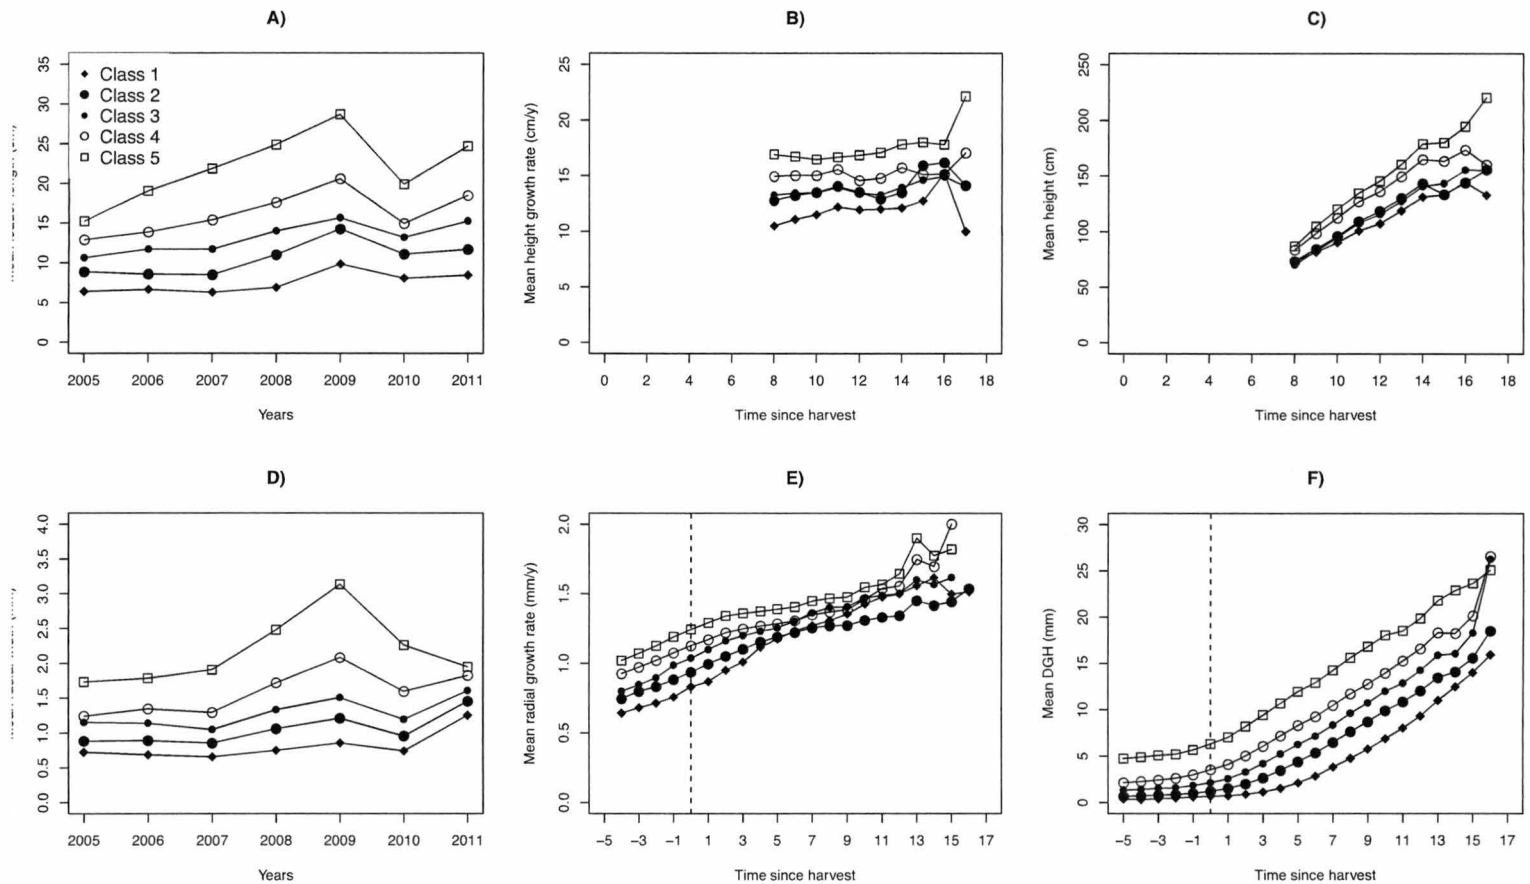 A)
35
30
25
20
15
10
5
0
Class 1
Class 2
Class 3
Class 4
Class 5
2005 2006 2007 2008 2009 2010 2011
Years
B)
Mean height growth rate (cm/y)
25
20
15
10
5
0
0 2 4 6 8 10 12 14 16 18
Time since harvest
C)
Mean height (cm)
250
200
150
100
50
0
0 2 4 6 8 10 12 14 16 18
Time since harvest
D)
4.0
3.5
3.0
2.5
2.0
1.5
1.0
0.5
0.0
2005 2006 2007 2008 2009 2010 2011
Years
E)
Mean radial growth rate (mm/y)
2.0
1.5
1.0
0.5
0.0
−5 −3 −1 1 3 5 7 9 11 13 15 17
Time since harvest
F)
Mean DGH (mm)
30
25
20
15
10
5
0
−5 −3 −1 1 3 5 7 9 11 13 15 17
Time since harvest